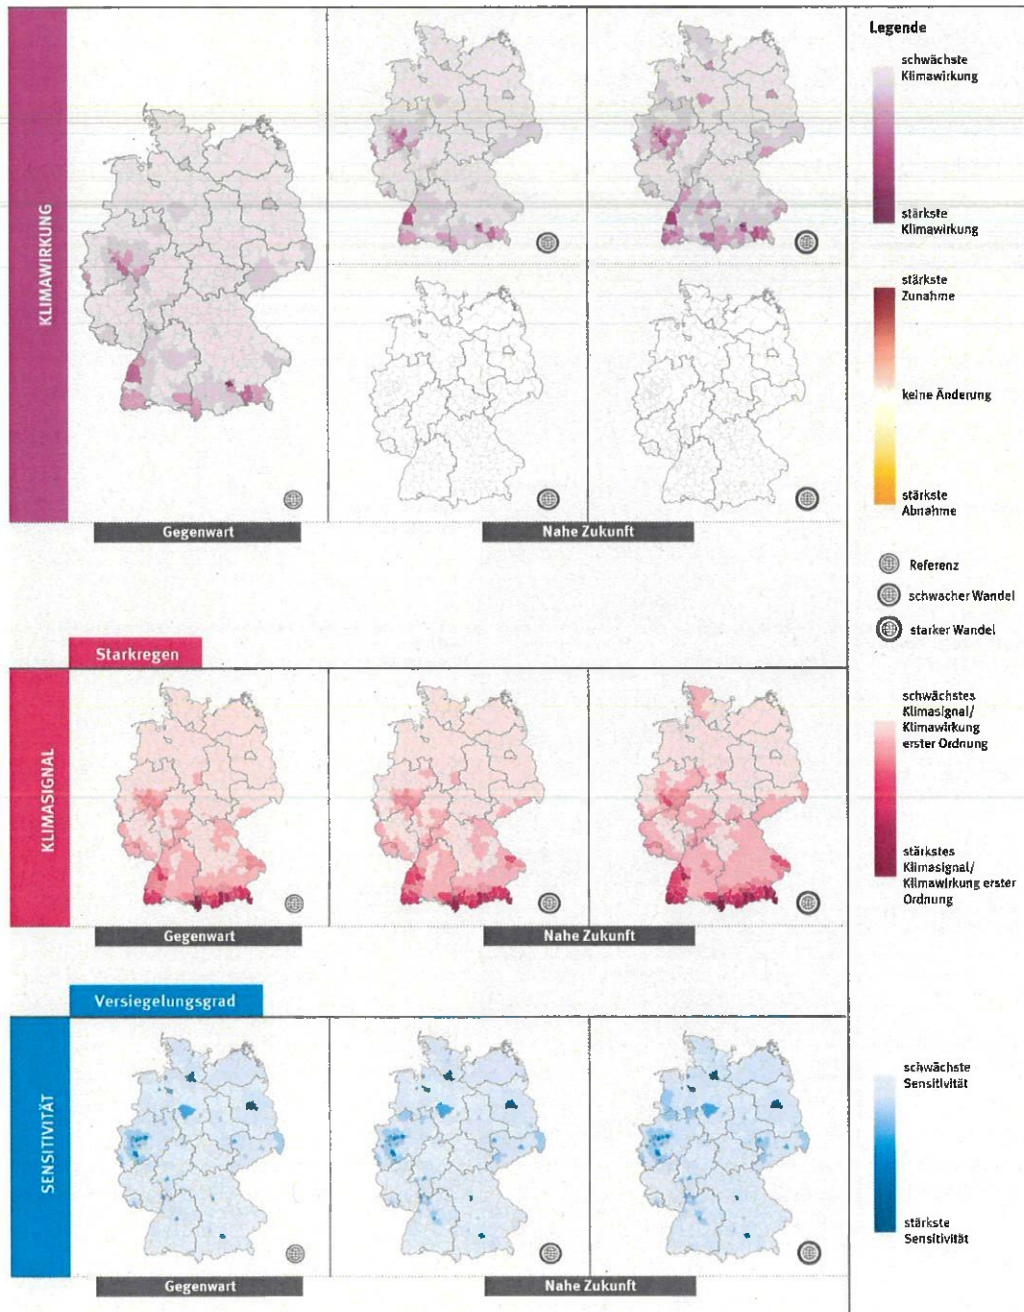 Legende
schwächste
Klimawirkung
stärkste
Klimawirkung
stärkste
Zunahme
keine Änderung
stärkste
Abnahme
KLIMAWIRKUNG
Gegenwart
Nahe Zukunft
Referenz
schwacher Wandel
starker Wandel
Starkregen
KLIMASIGNAL
schwächstes
Klimasignal/
Klimawirkung
erster Ordnung
stärkstes
Klimasignal/
Klimawirkung erster
Ordnung
Gegenwart
Nahe Zukunft
Versiegelungsgrad
SENSITIVITÄT
schwächste
Sensitivität
stärkste
Sensitivität
Gegenwart
Nahe Zukunft